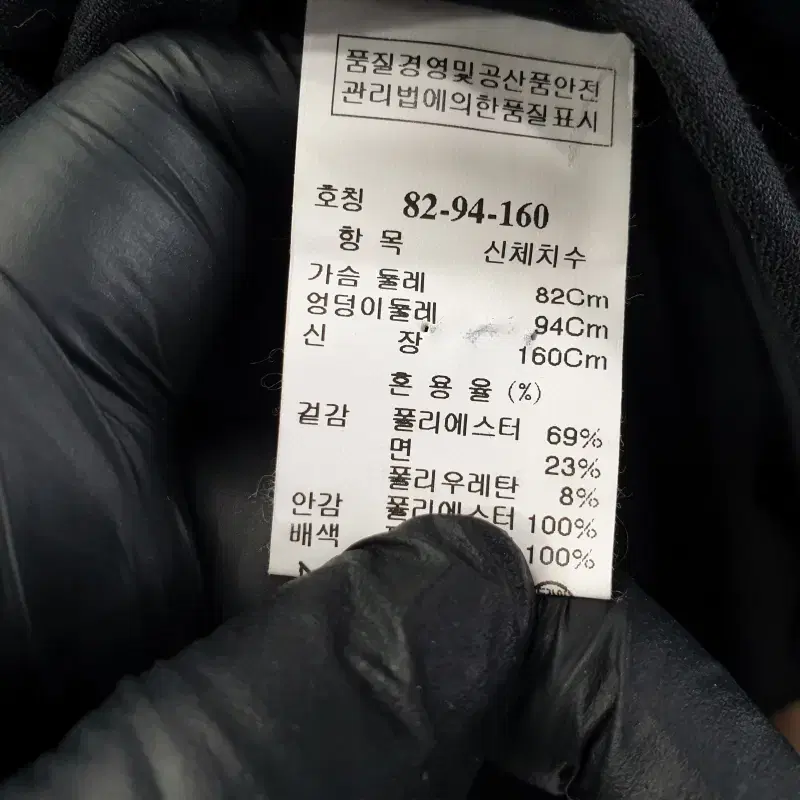 품질경영및공산품안전
관리법에의한품질표시
호칭 82-94-160
항 목 신체치수
가슴 둘레 82Cm
엉덩이둘레 94Cm
신 장 160Cm
혼 용 율 (%)
겉감 폴리에스터 69%
면 23%
폴리우레탄 8%
안감 폴리에스터 100%
배색 100%